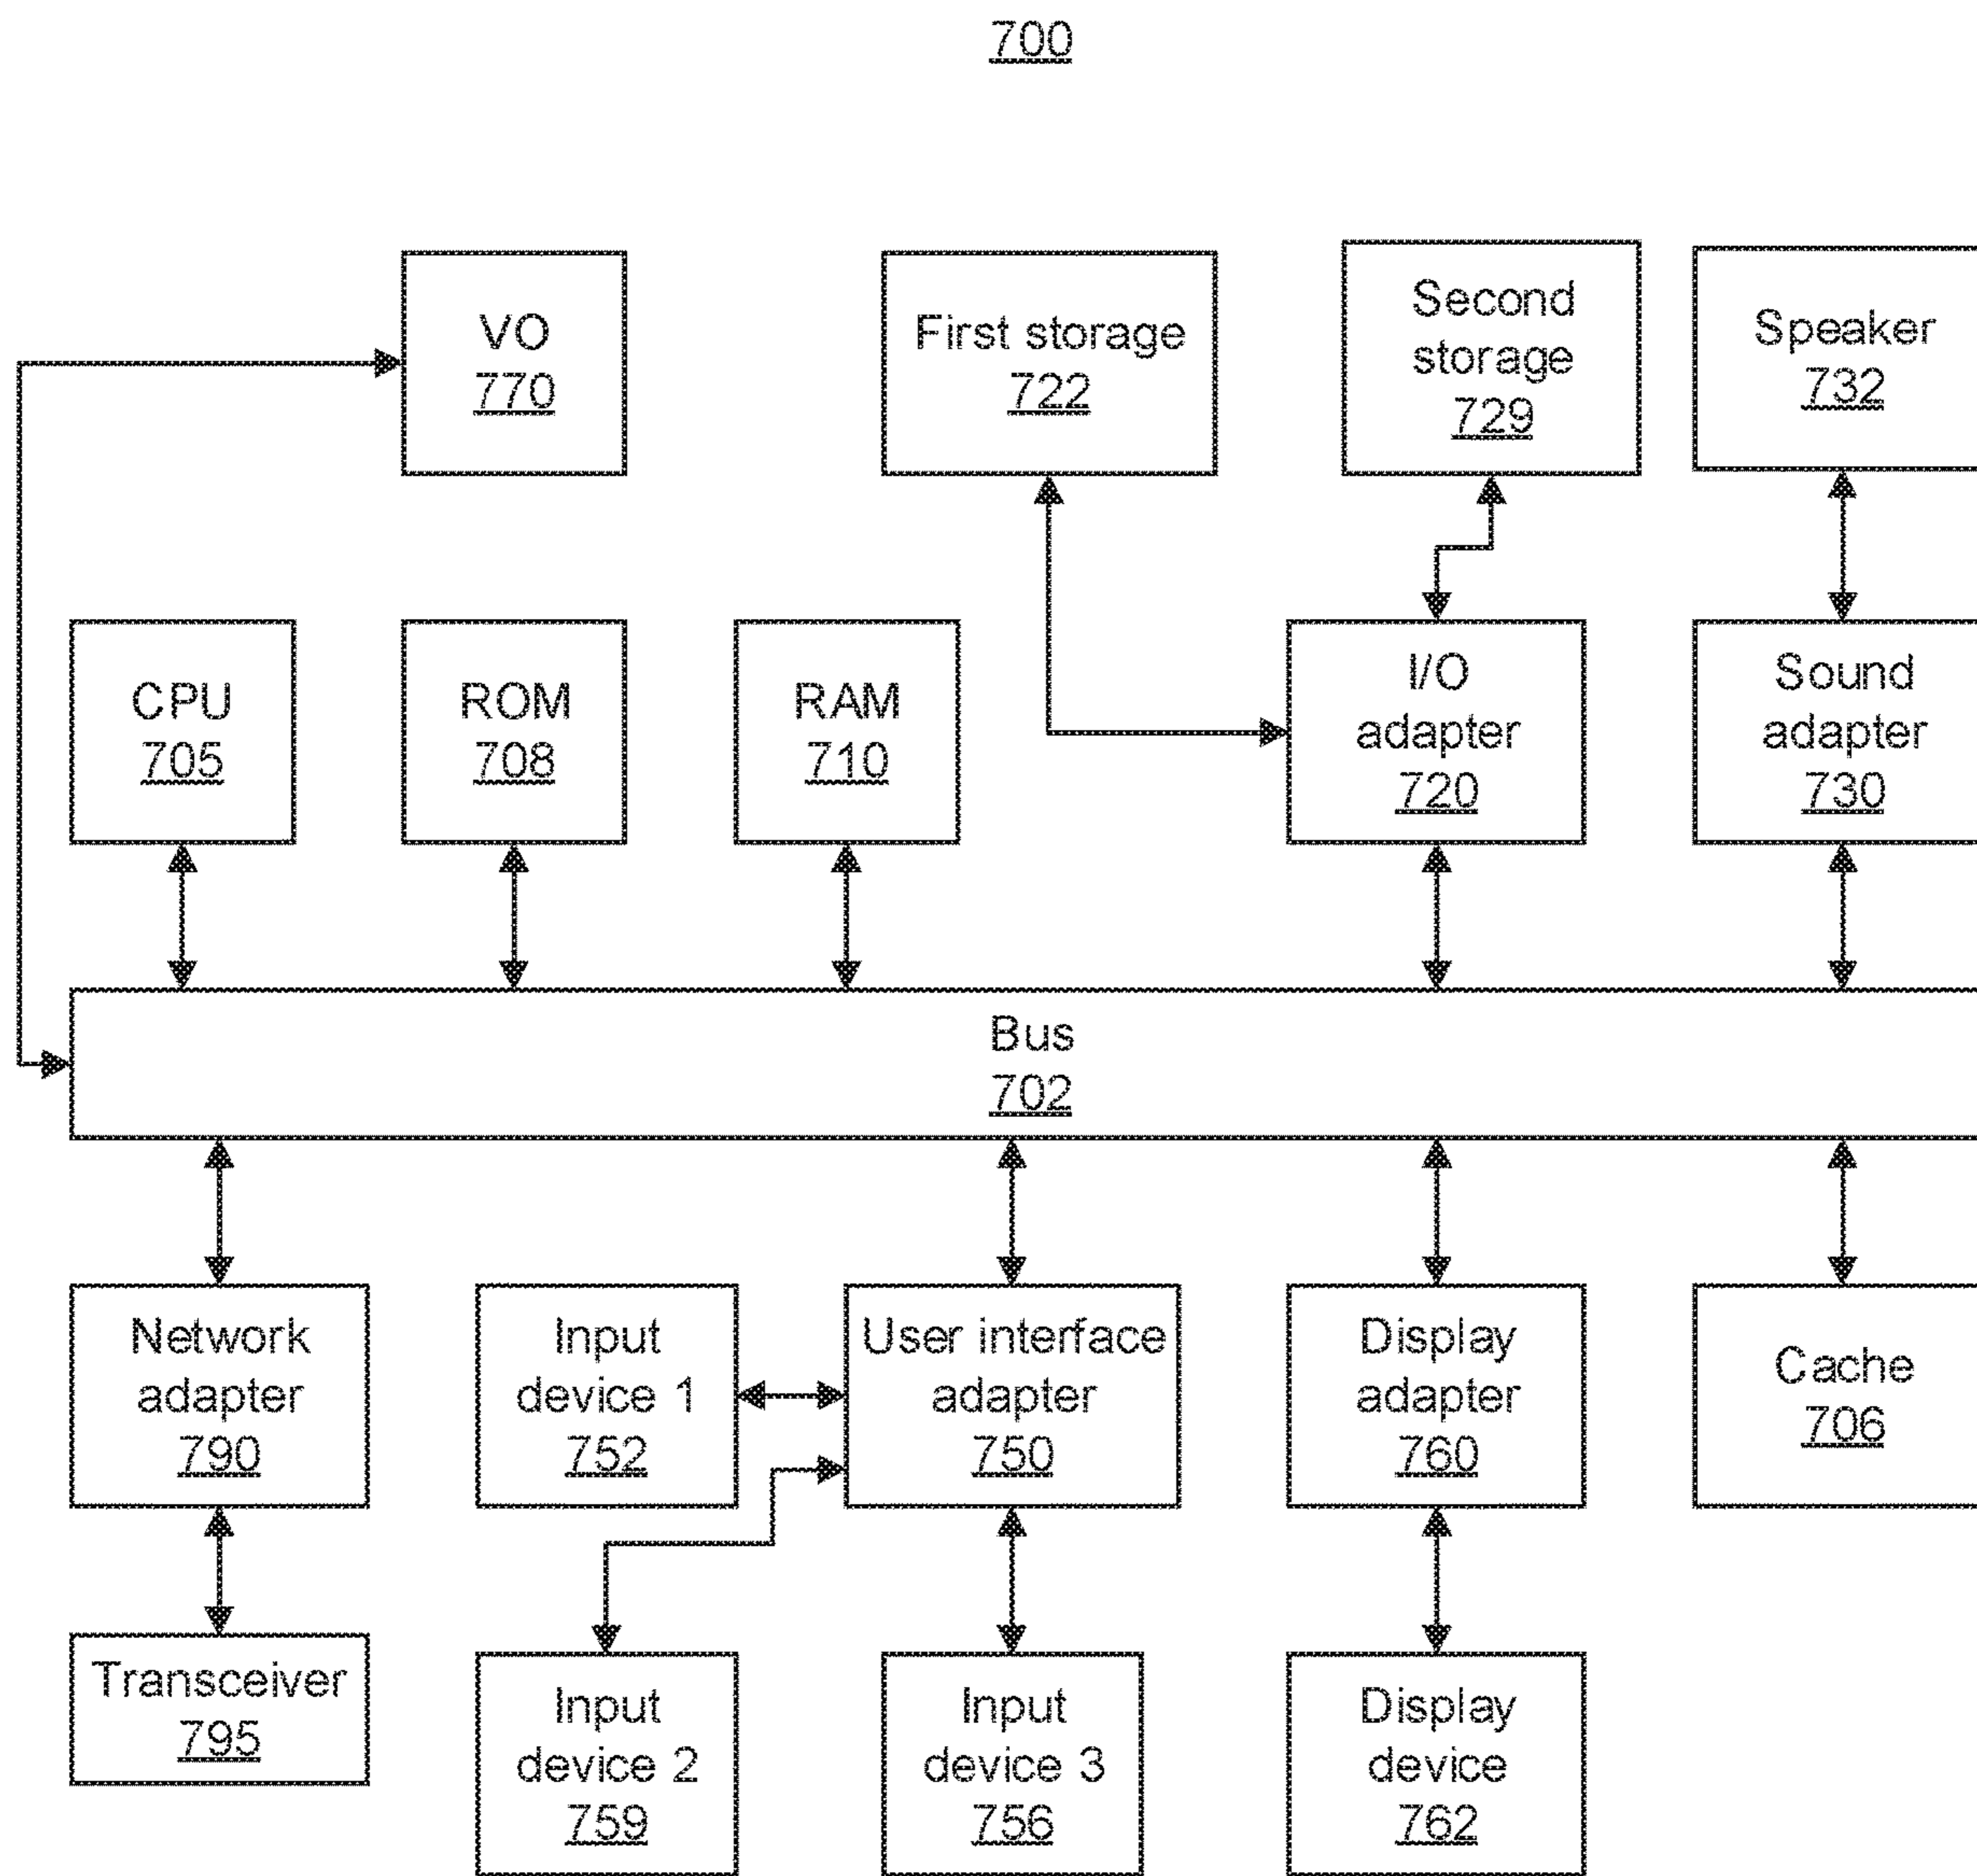 700
VO
770
First storage
722
Second
storage
729
Speaker
732
CPU
705
ROM
708
RAM
710
I/O
adapter
720
Sound
adapter
730
Bus
702
Network
adapter
790
Input
device 1
752
User interface
adapter
750
Display
adapter
760
Cache
706
Transceiver
795
Input
device 2
759
Input
device 3
756
Display
device
762